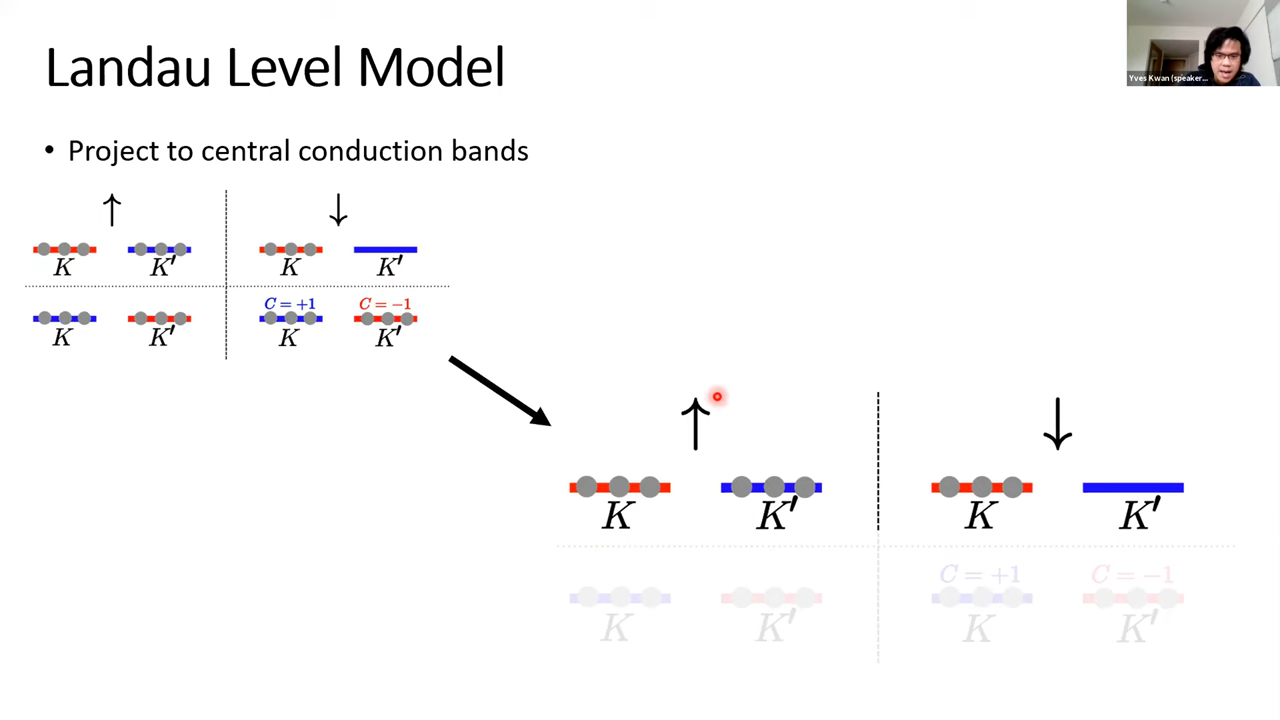 Landau Level Model
Yves Kwan (speaker...
• Project to central conduction bands
↑ ↓
K K′ K K′
C = +1 C = −1
K K′ K K′
↑ ↓
K K′ K K′
C = +1 C = −1
K K′ K K′